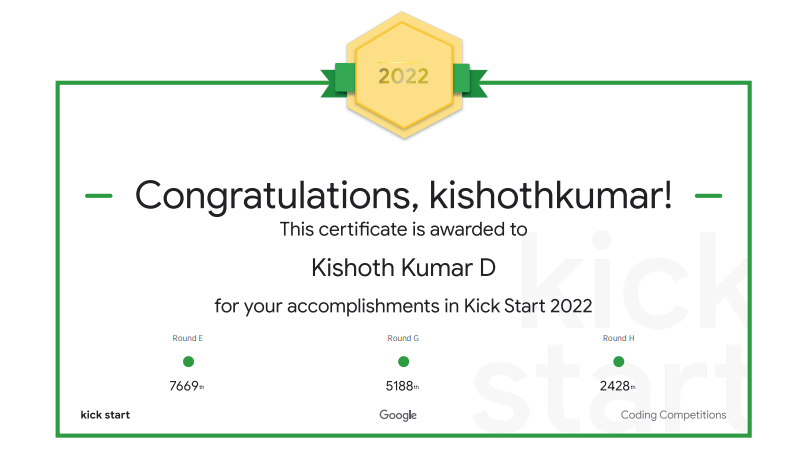 2022
Congratulations, kishothkumar!
This certificate is awarded to
Kishoth Kumar D
for your accomplishments in Kick Start 2022
Round E Round G Round H
7669th 5188th 2428th
kick start Google Coding Competitions
kick
start